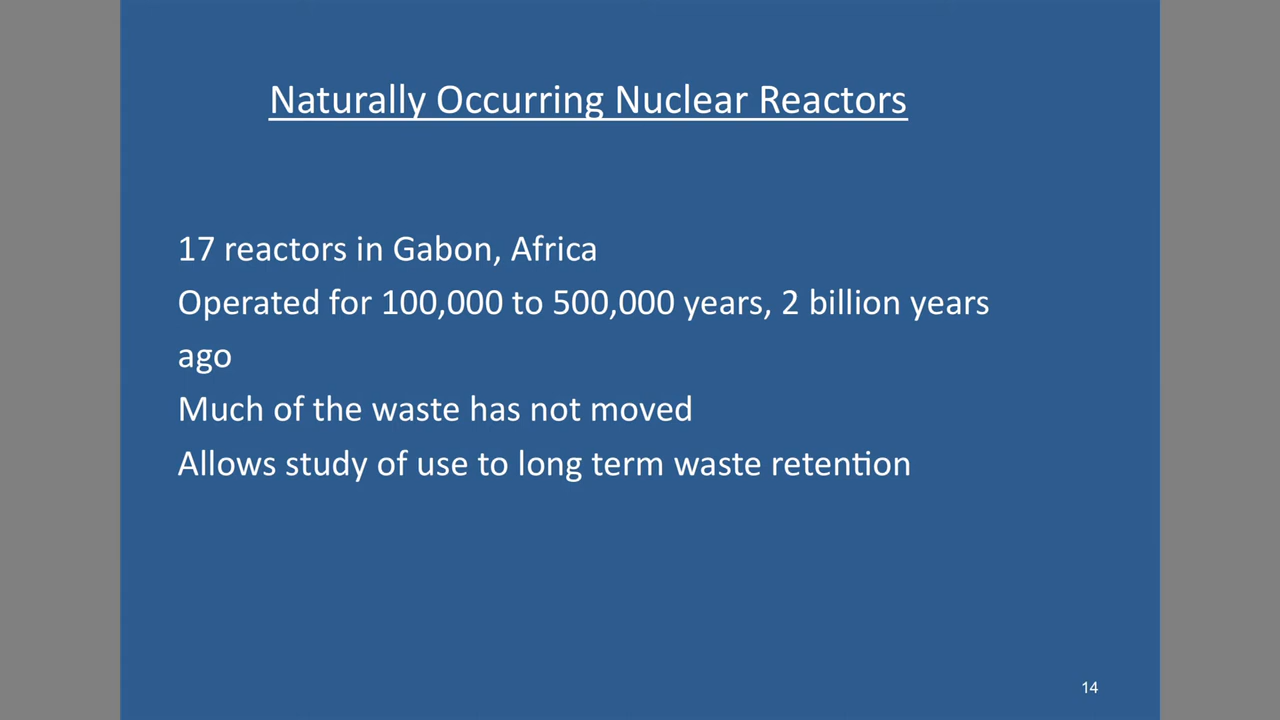 Naturally Occurring Nuclear Reactors
17 reactors in Gabon, Africa
Operated for 100,000 to 500,000 years, 2 billion years
ago
Much of the waste has not moved
Allows study of use to long term waste retention
14